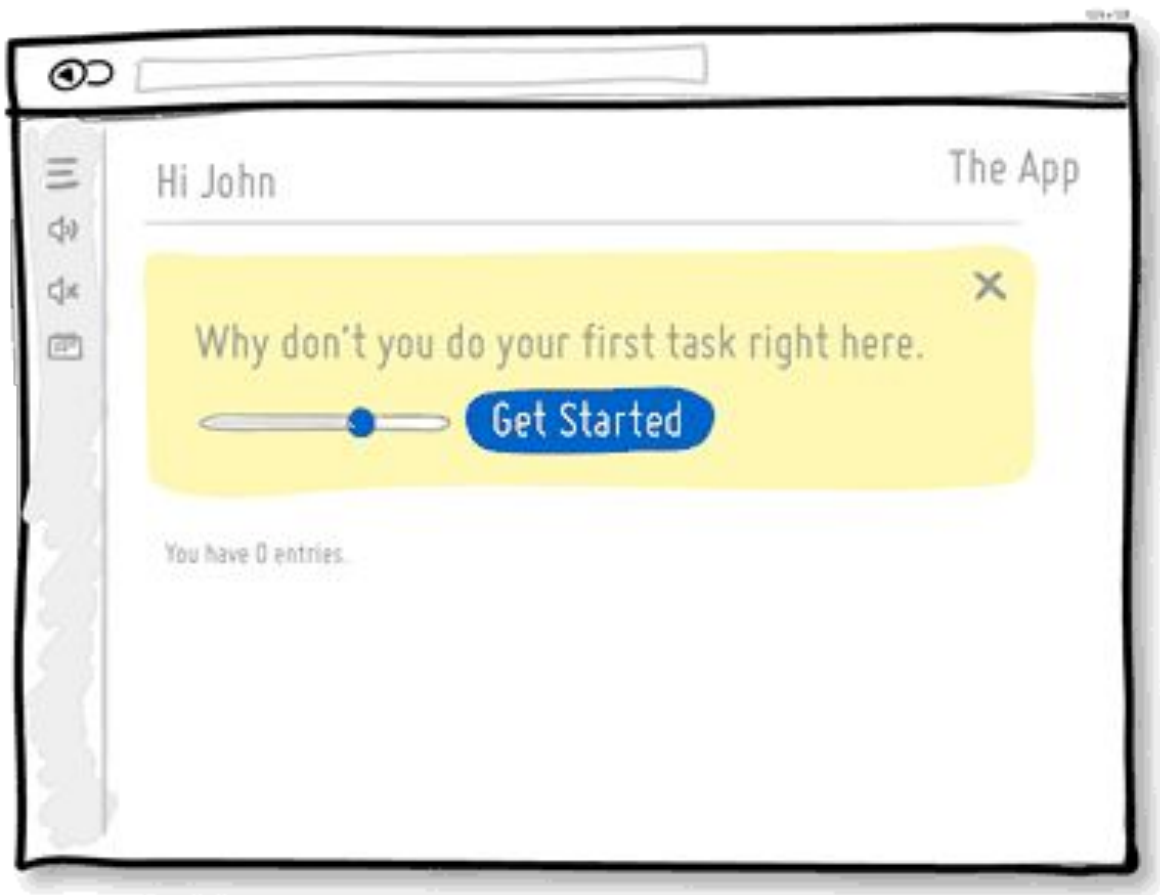 Hi John
The App
Why don't you do your first task right here.
Get Started
You have 0 entries.